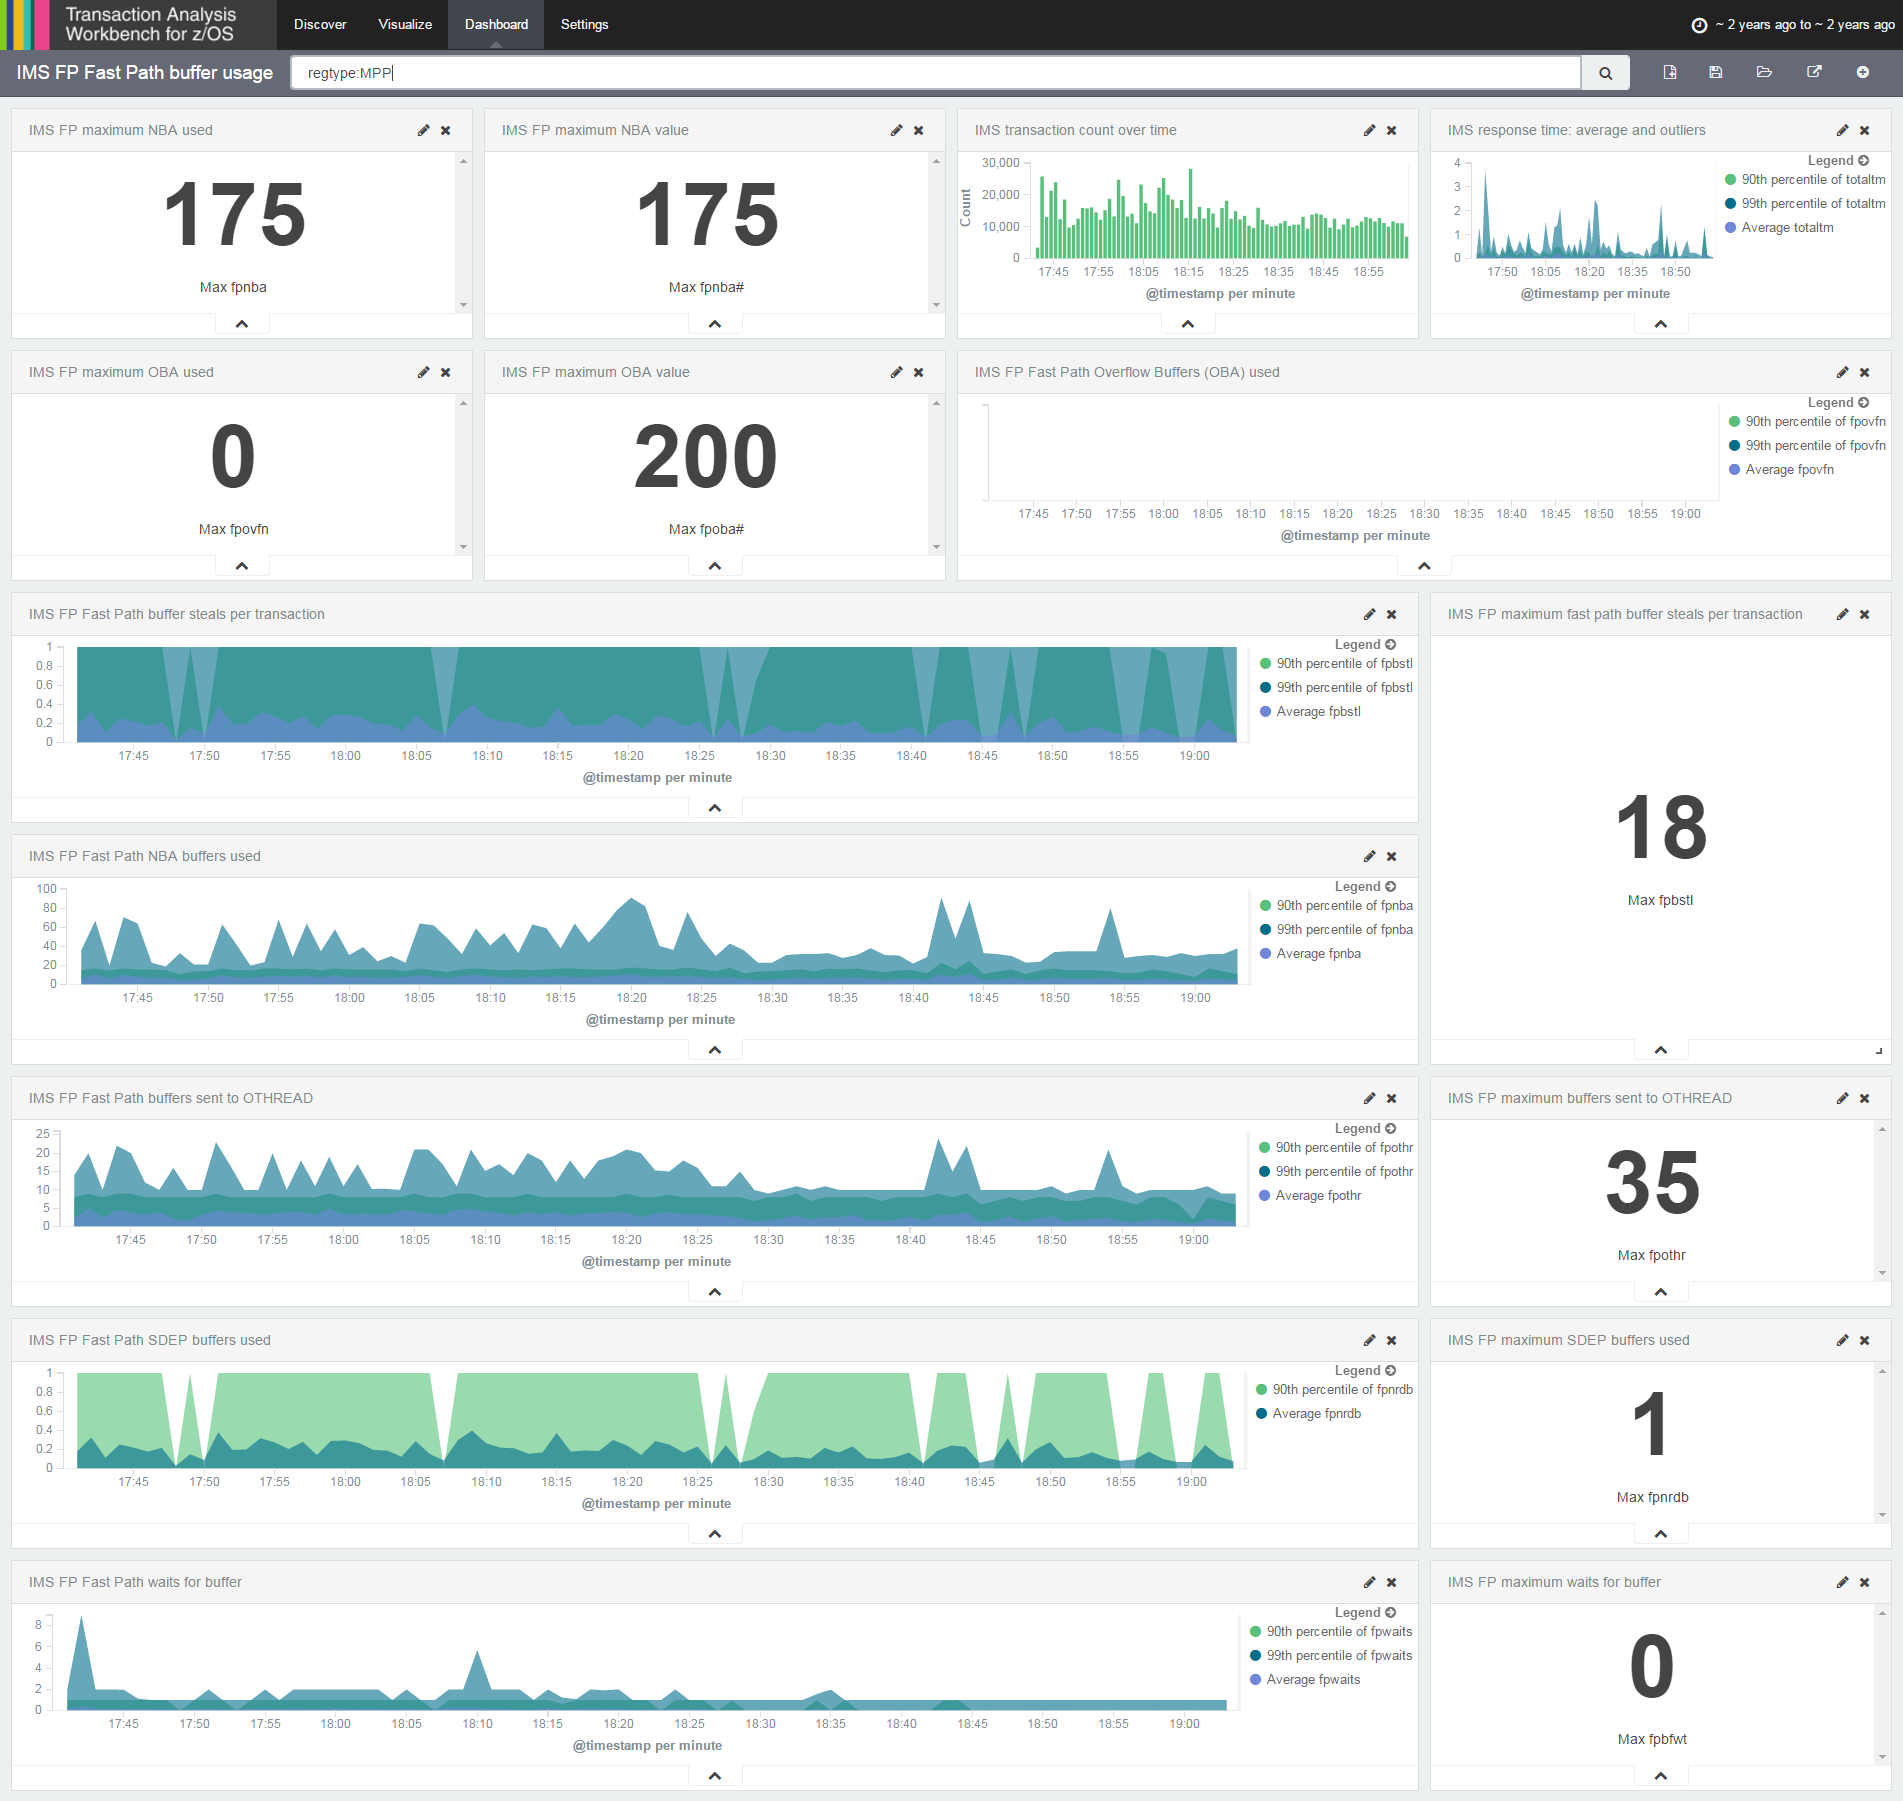 Transaction Analysis
Workbench for z/OS
Discover
Visualize
Dashboard
Settings
~ 2 years ago to ~ 2 years ago
IMS FP Fast Path buffer usage
regtype:MPP
IMS FP maximum NBA used
175
Max fpnba
IMS FP maximum NBA value
175
Max fpnba#
IMS transaction count over time
30,000
20,000
10,000
0
Count
17:45 17:55 18:05 18:15 18:25 18:35 18:45 18:55
@timestamp per minute
IMS response time: average and outliers
4
3
2
1
0
17:50 18:05 18:20 18:35 18:50
@timestamp per minute
Legend
90th percentile of totaltm
99th percentile of totaltm
Average totaltm
IMS FP maximum OBA used
0
Max fpovfn
IMS FP maximum OBA value
200
Max fpoba#
IMS FP Fast Path Overflow Buffers (OBA) used
17:45 17:50 17:55 18:00 18:05 18:10 18:15 18:20 18:25 18:30 18:35 18:40 18:45 18:50 18:55 19:00
@timestamp per minute
Legend
90th percentile of fpovfn
99th percentile of fpovfn
Average fpovfn
IMS FP Fast Path buffer steals per transaction
1
0.8
0.6
0.4
0.2
0
17:45 17:50 17:55 18:00 18:05 18:10 18:15 18:20 18:25 18:30 18:35 18:40 18:45 18:50 18:55 19:00
@timestamp per minute
Legend
90th percentile of fpbstl
99th percentile of fpbstl
Average fpbstl
IMS FP maximum fast path buffer steals per transaction
18
Max fpbstl
IMS FP Fast Path NBA buffers used
100
80
60
40
20
0
17:45 17:50 17:55 18:00 18:05 18:10 18:15 18:20 18:25 18:30 18:35 18:40 18:45 18:50 18:55 19:00
@timestamp per minute
Legend
90th percentile of fpnba
99th percentile of fpnba
Average fpnba
IMS FP Fast Path buffers sent to OTHREAD
25
20
15
10
5
0
17:45 17:50 17:55 18:00 18:05 18:10 18:15 18:20 18:25 18:30 18:35 18:40 18:45 18:50 18:55 19:00
@timestamp per minute
Legend
90th percentile of fpothr
99th percentile of fpothr
Average fpothr
IMS FP maximum buffers sent to OTHREAD
35
Max fpothr
IMS FP Fast Path SDEP buffers used
1
0.8
0.6
0.4
0.2
0
17:45 17:50 17:55 18:00 18:05 18:10 18:15 18:20 18:25 18:30 18:35 18:40 18:45 18:50 18:55 19:00
@timestamp per minute
Legend
90th percentile of fpnrdb
Average fpnrdb
IMS FP maximum SDEP buffers used
1
Max fpnrdb
IMS FP Fast Path waits for buffer
8
6
4
2
0
17:45 17:50 17:55 18:00 18:05 18:10 18:15 18:20 18:25 18:30 18:35 18:40 18:45 18:50 18:55 19:00
@timestamp per minute
Legend
90th percentile of fpwaits
99th percentile of fpwaits
Average fpwaits
IMS FP maximum waits for buffer
0
Max fpbfwt